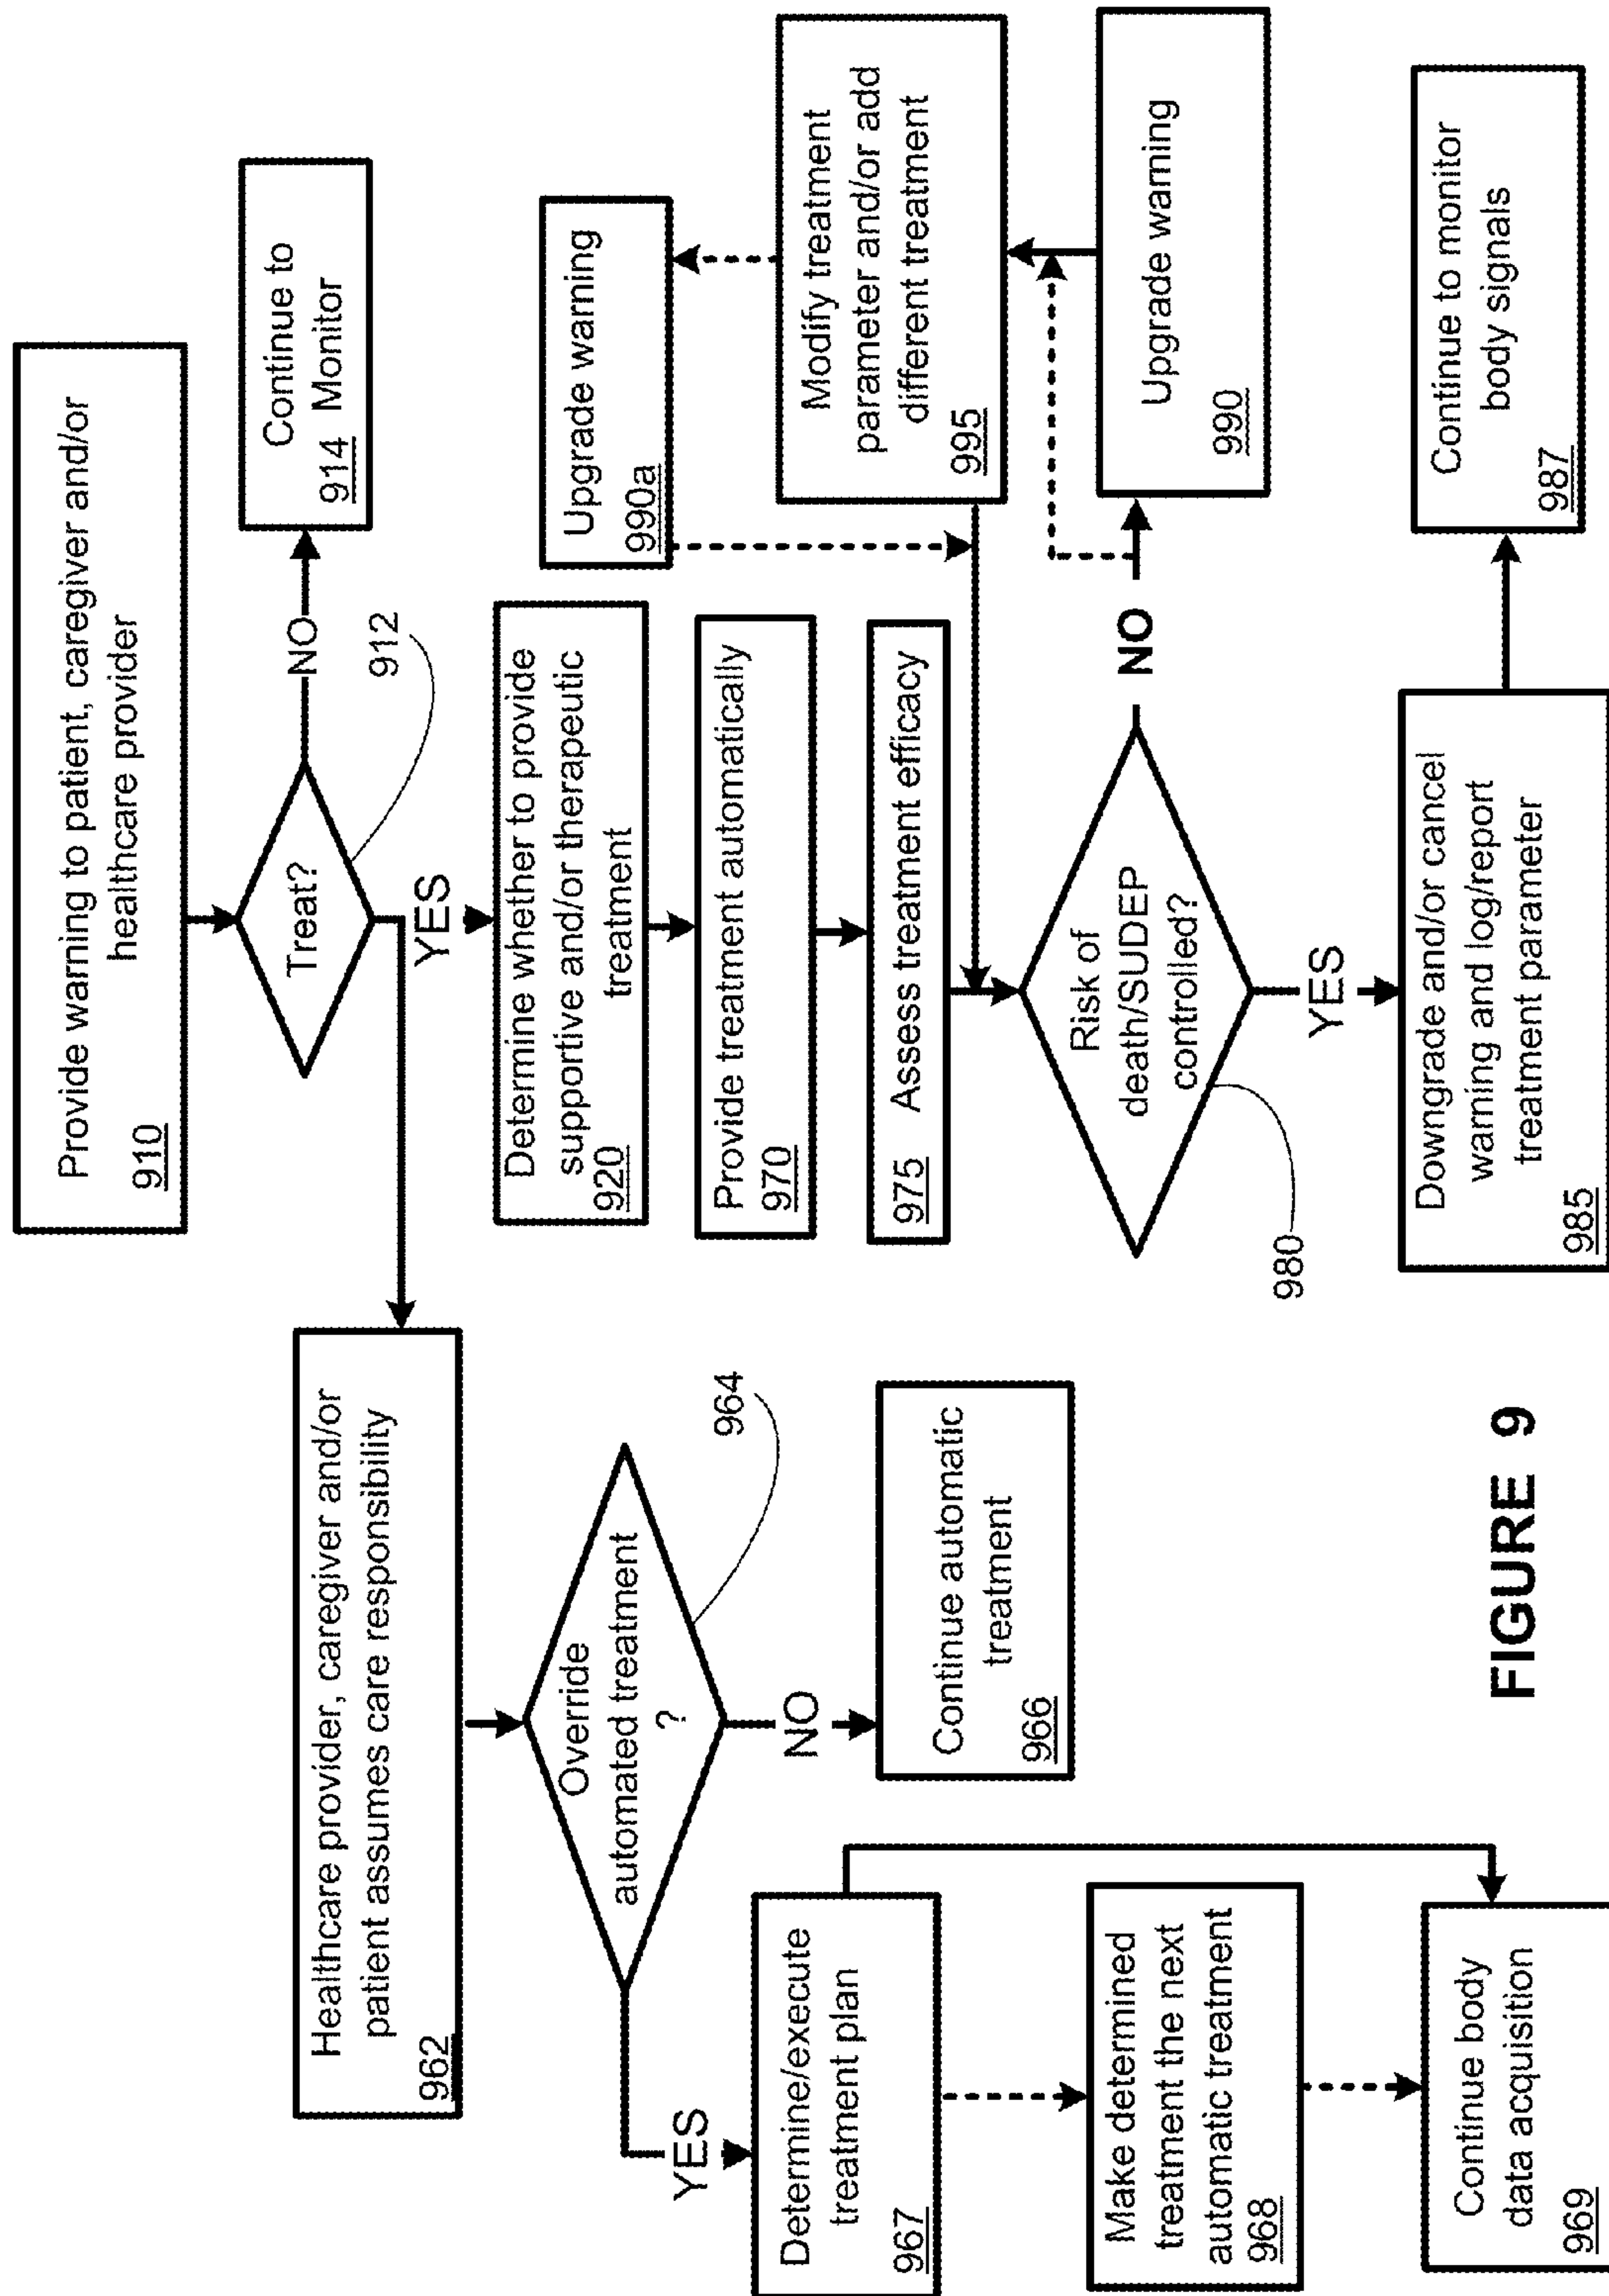 Provide warning to patient, caregiver and/or
healthcare provider
910
Treat?
912
NO
Continue to
914 Monitor
YES
Determine whether to provide
supportive and/or therapeutic
treatment
920
Provide treatment automatically
970
975 Assess treatment efficacy
Risk of
death/SUDEP
controlled?
980
NO
Upgrade warning
990
Modify treatment
parameter and/or add
different treatment
995
Upgrade warning
990a
YES
Downgrade and/or cancel
warning and log/report
treatment parameter
985
Continue to monitor
body signals
987
Healthcare provider, caregiver and/or
patient assumes care responsibility
962
Override
automated treatment
?
964
NO
Continue automatic
treatment
966
YES
Determine/execute
treatment plan
967
Make determined
treatment the next
automatic treatment
968
Continue body
data acquisition
969
FIGURE 9